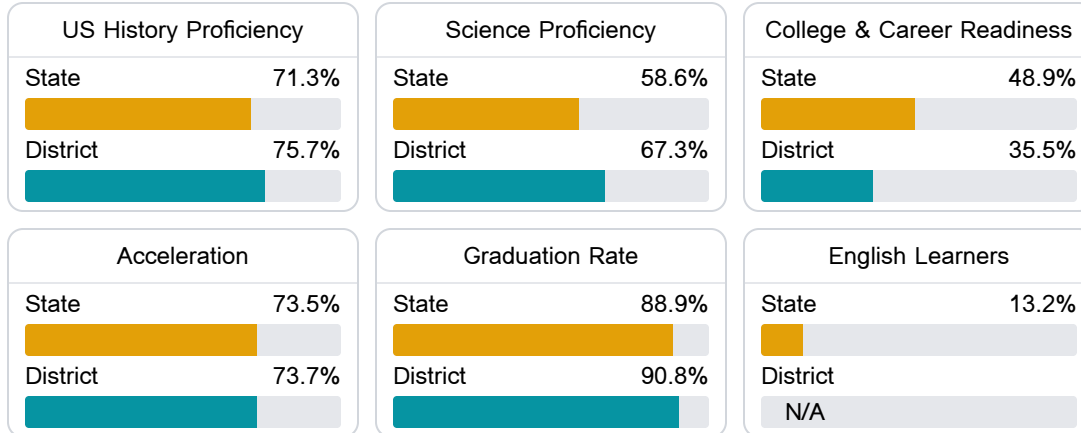 US History Proficiency
State 71.3%
District 75.7%
Science Proficiency
State 58.6%
District 67.3%
College & Career Readiness
State 48.9%
District 35.5%
Acceleration
State 73.5%
District 73.7%
Graduation Rate
State 88.9%
District 90.8%
English Learners
State 13.2%
District
N/A